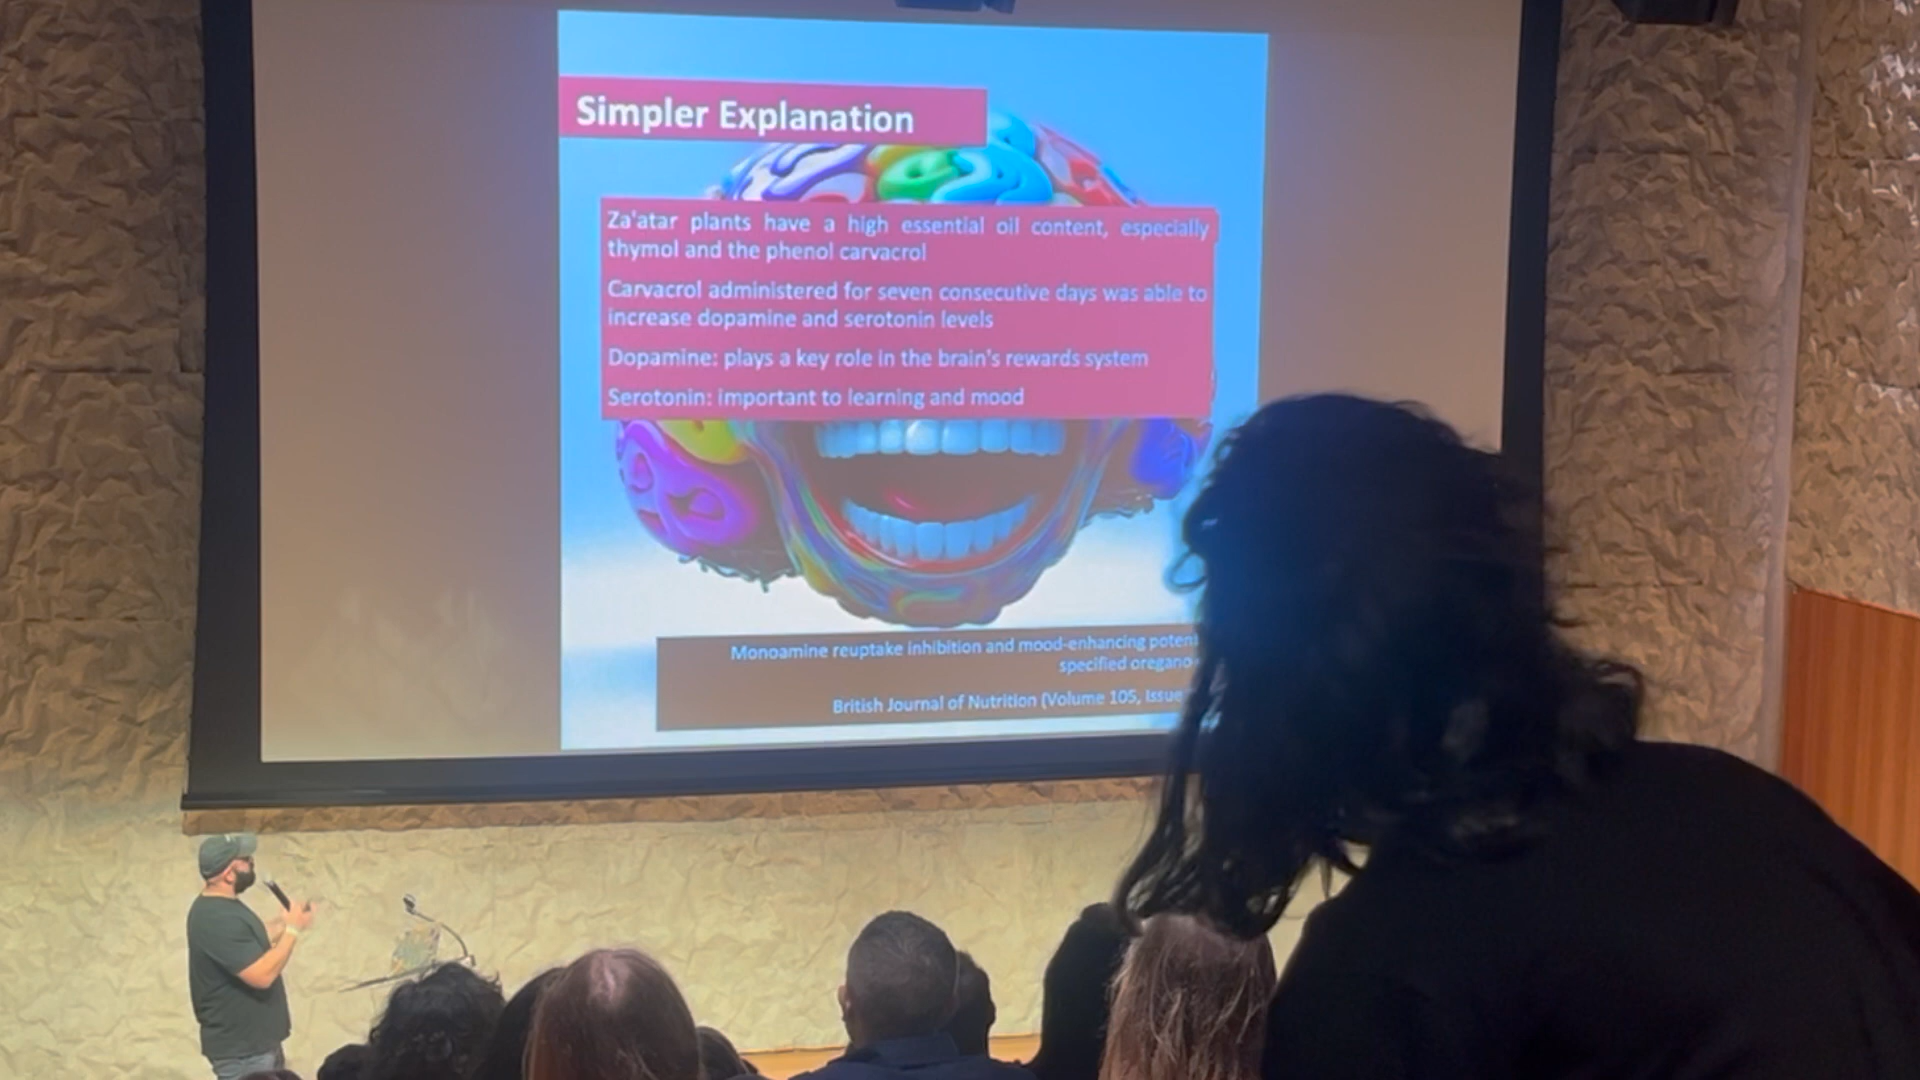 Simpler Explanation
Za'atar plants have a high essential oil content, especially
thymol and the phenol carvacrol
Carvacrol administered for seven consecutive days was able to
increase dopamine and serotonin levels
Dopamine: plays a key role in the brain's rewards system
Serotonin: important to learning and mood
Monoamine reuptake inhibition and mood-enhancing
specified oregano
British Journal of Nutrition (Volume 105, Issue